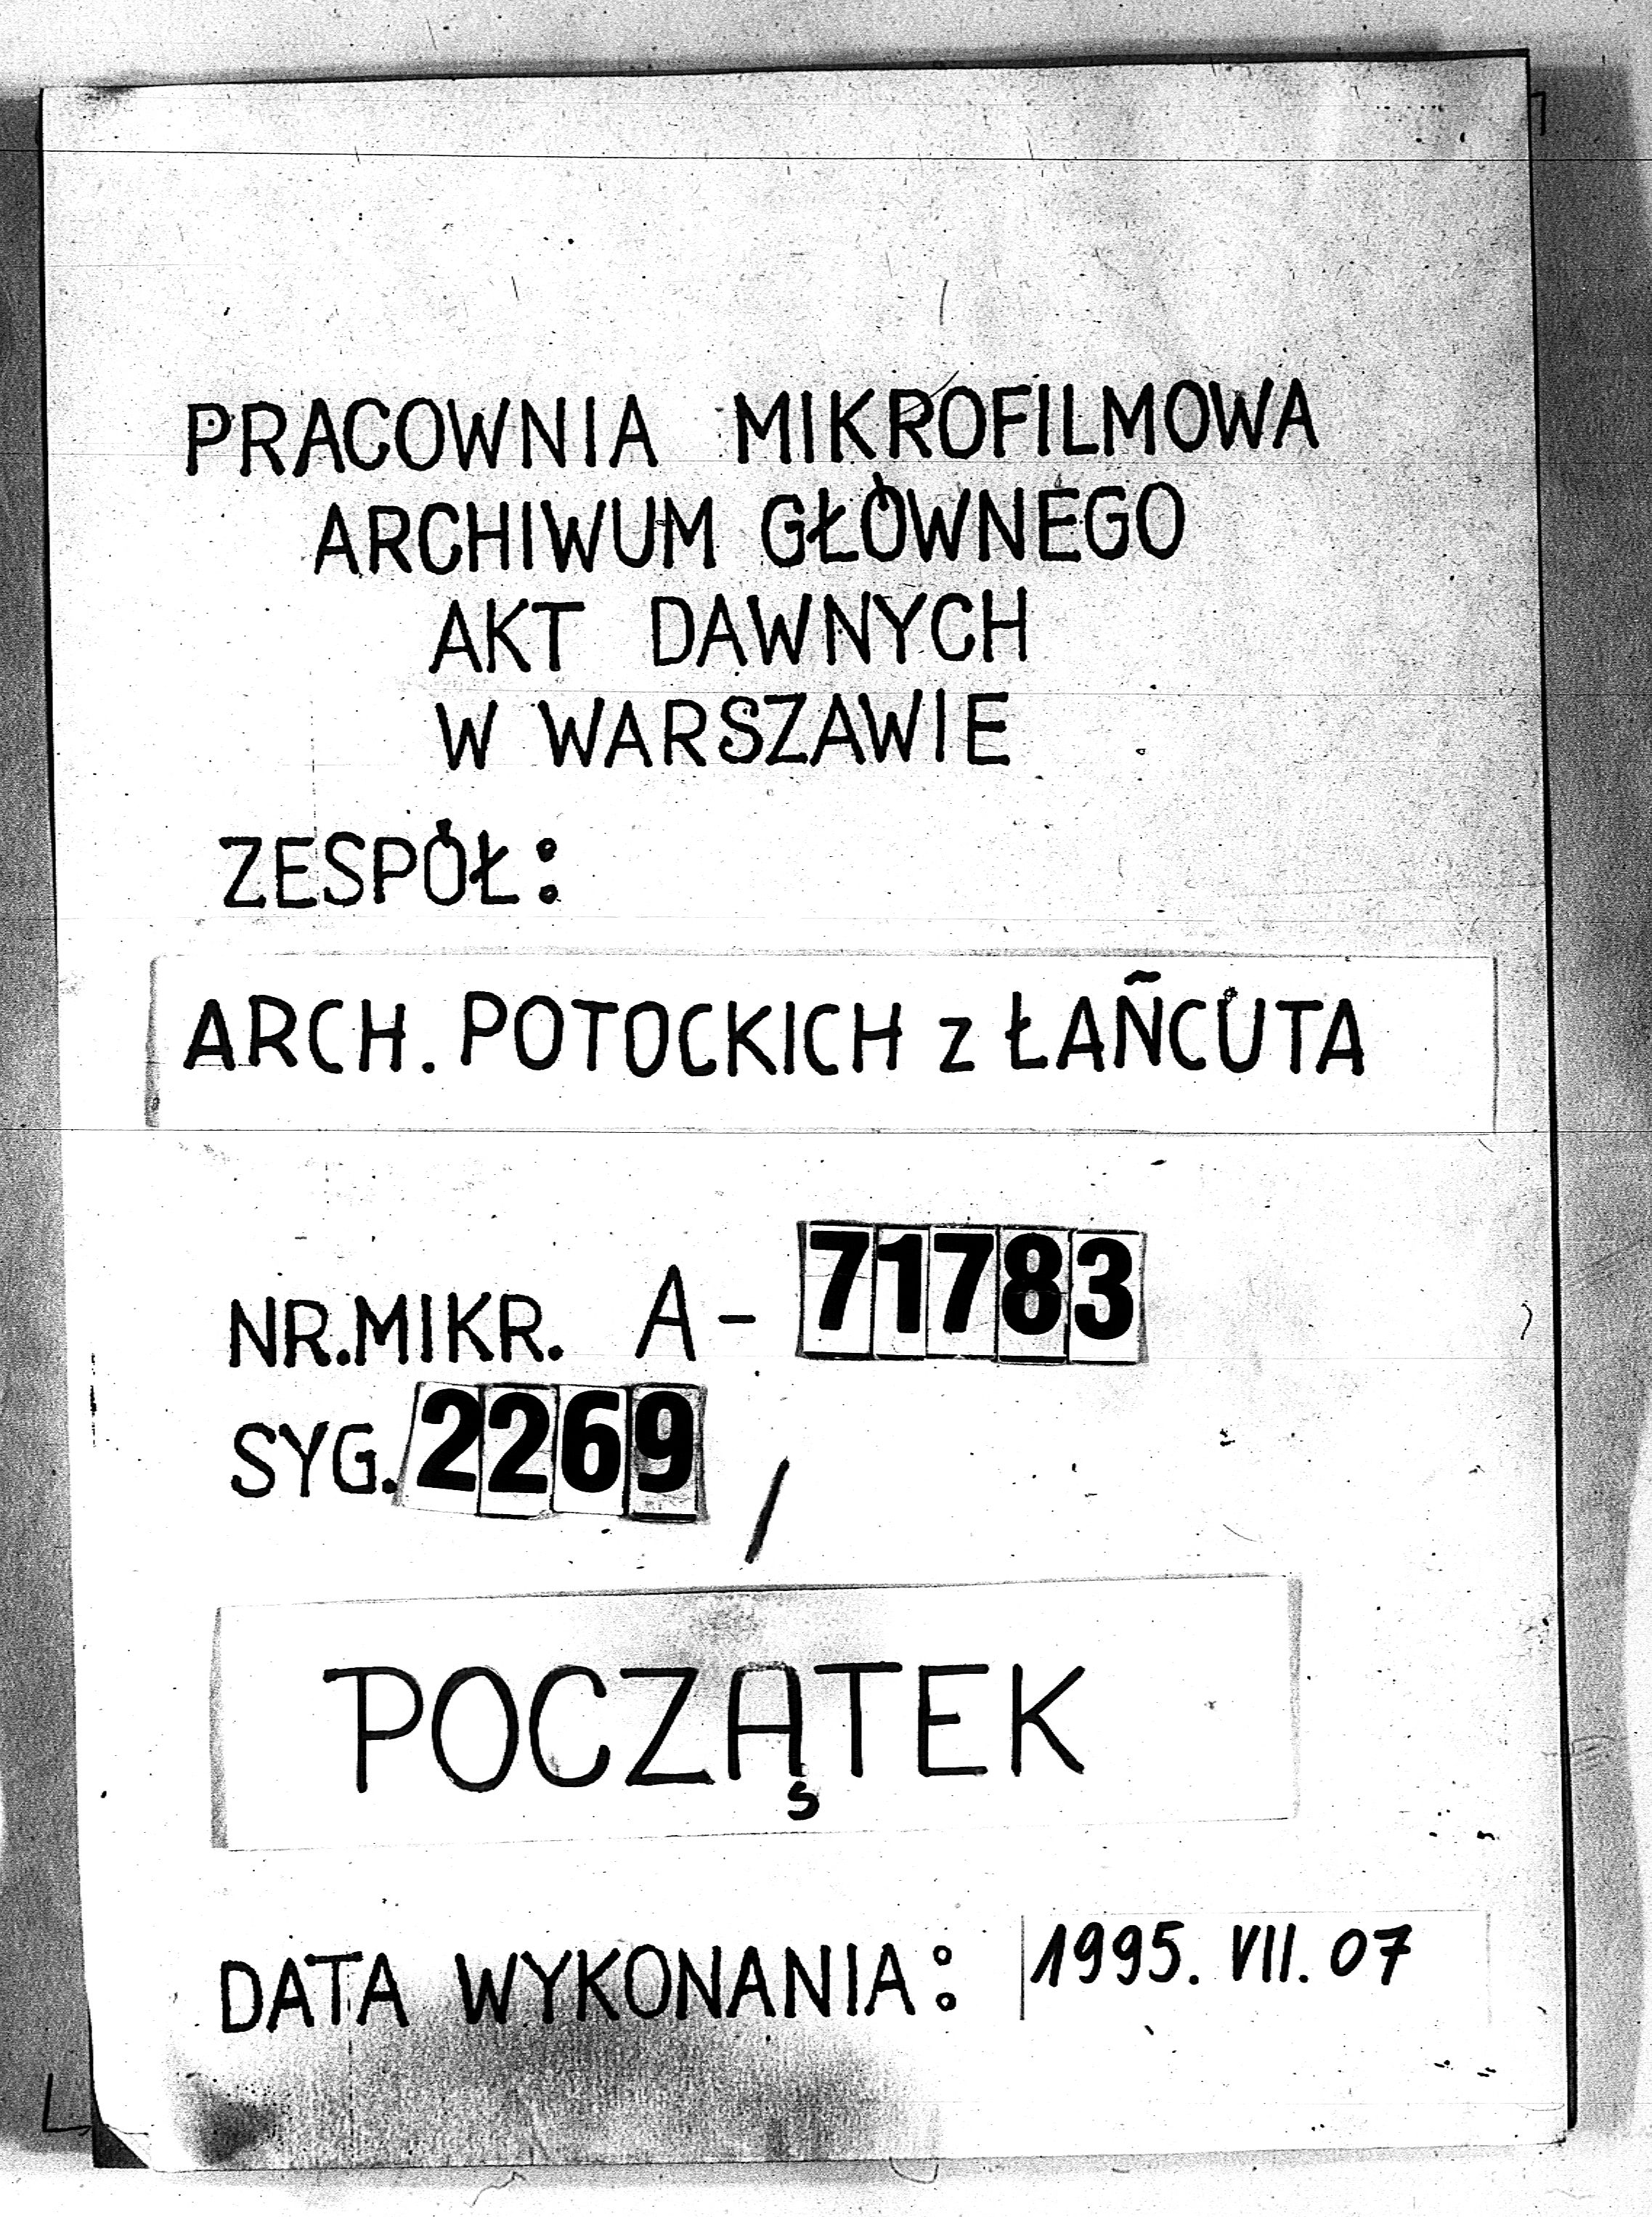 PRACOWNIA MIKROFILMOWA
ARCHIWUM GŁÓWNEGO
AKT DAWNYCH
W WARSZAWIE
ZESPÓŁ:
ARCH. POTOCKICH z ŁAŃCUTA
NR. MIKR. A-71783
SYG. 2269 /
POCZĄTEK
DATA WYKONANIA: 1995. VII. 07